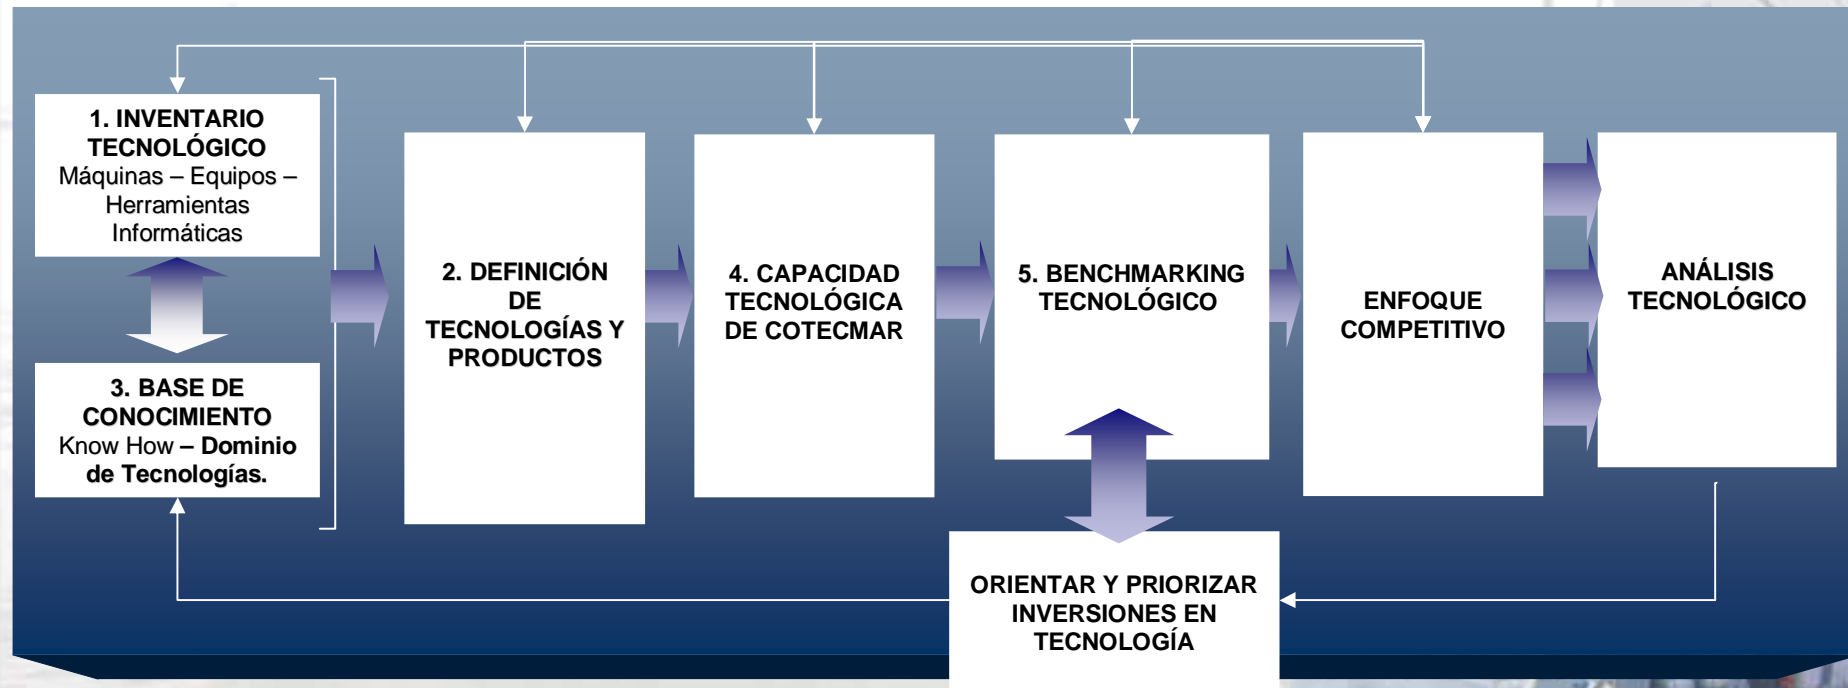 1. INVENTARIO
TECNOLÓGICO
Máquinas – Equipos –
Herramientas
Informáticas
3. BASE DE
CONOCIMIENTO
Know How – Dominio
de Tecnologías.
2. DEFINICIÓN
DE
TECNOLOGÍAS Y
PRODUCTOS
4. CAPACIDAD
TECNOLÓGICA
DE COTECMAR
5. BENCHMARKING
TECNOLÓGICO
ENFOQUE
COMPETITIVO
ANÁLISIS
TECNOLÓGICO
ORIENTAR Y PRIORIZAR
INVERSIONES EN
TECNOLOGÍA